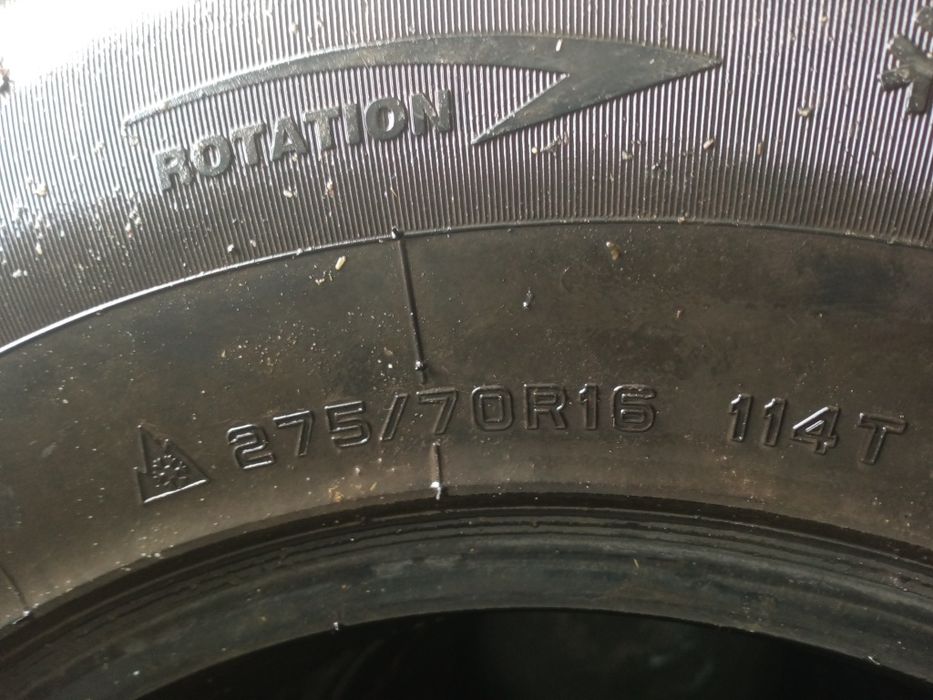 ROTATION
275/70R16 114T